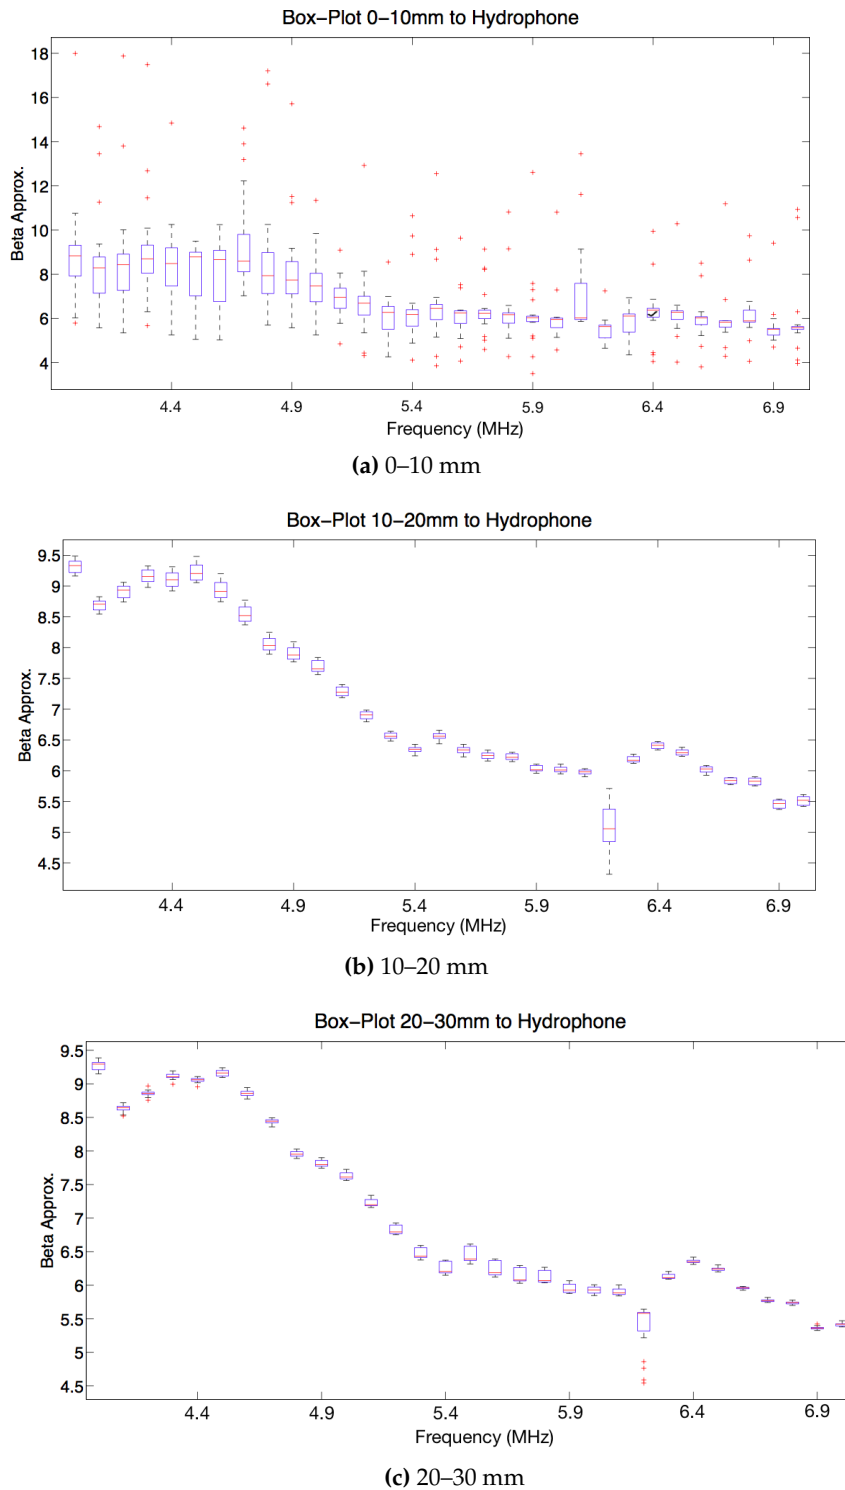 Box-Plot 0-10mm to Hydrophone
18
16
14
12
10
8
6
4
Beta Approx.
4.4 4.9 5.4 5.9 6.4 6.9
Frequency (MHz)
(a) 0–10 mm
Box-Plot 10-20mm to Hydrophone
9.5
9
8.5
8
7.5
7
6.5
6
5.5
5
4.5
Beta Approx.
4.4 4.9 5.4 5.9 6.4 6.9
Frequency (MHz)
(b) 10–20 mm
Box-Plot 20-30mm to Hydrophone
9.5
9
8.5
8
7.5
7
6.5
6
5.5
5
4.5
Beta Approx.
4.4 4.9 5.4 5.9 6.4 6.9
Frequency (MHz)
(c) 20–30 mm